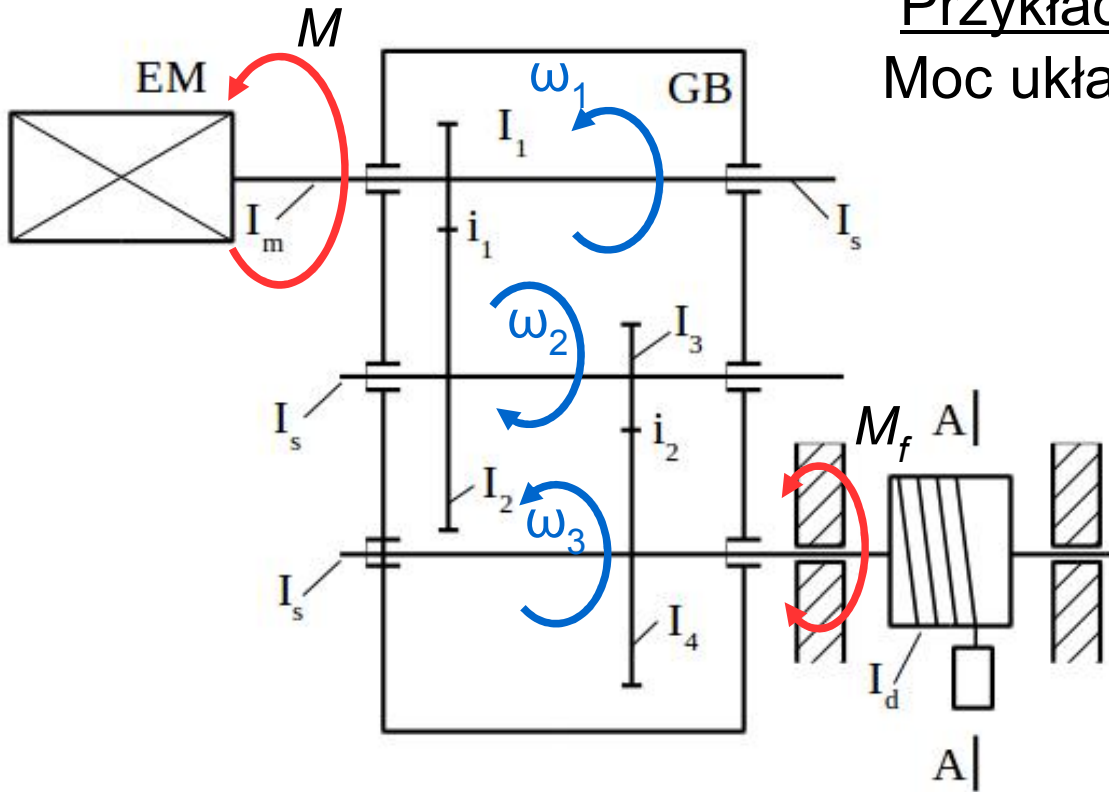 Przykład
Moc ukła
M
EM
ω1
GB
I1
Im
i1
Is
ω2
I3
Is
i2
Mf
A
I2
ω3
Is
I4
Id
A